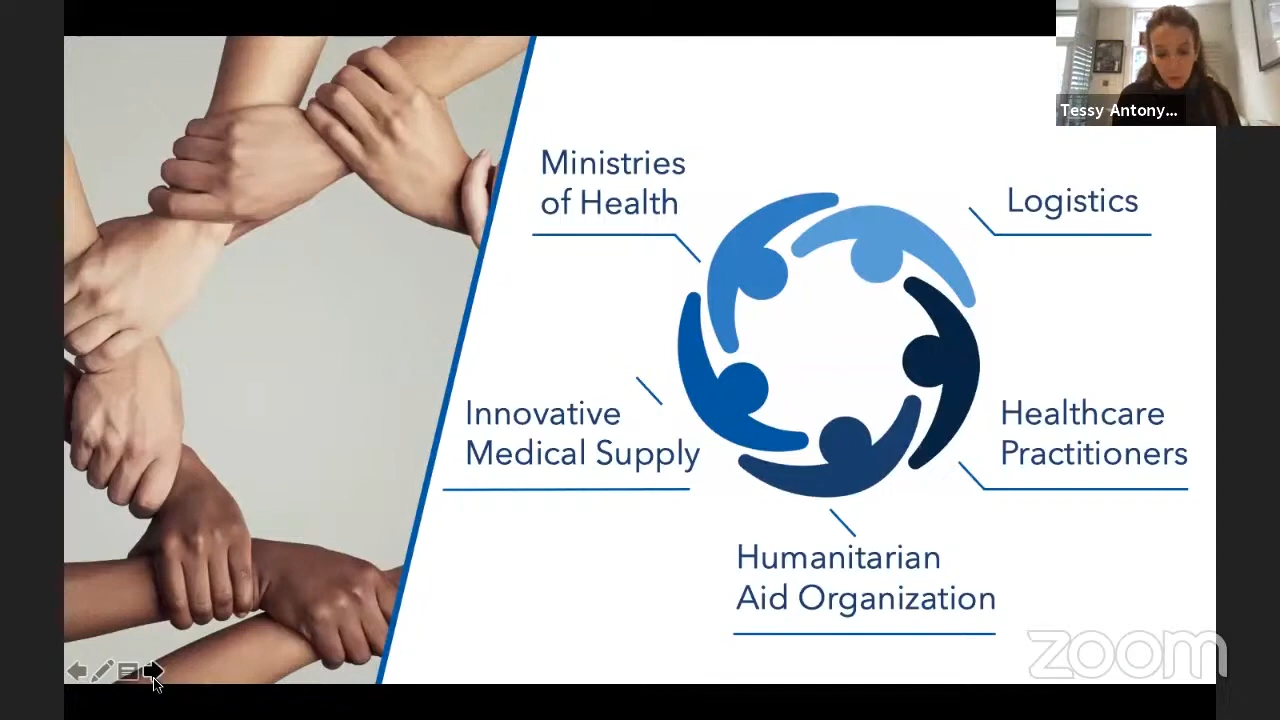 Tessy Antony...
Ministries
of Health
Logistics
Innovative
Medical Supply
Healthcare
Practitioners
Humanitarian
Aid Organization
zoom